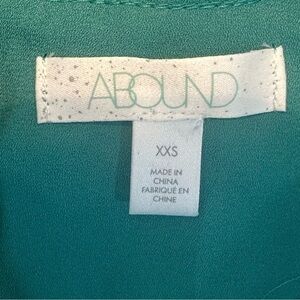 ABOUND
XXS
MADE IN
CHINA
FABRIQUÉ EN
CHINE